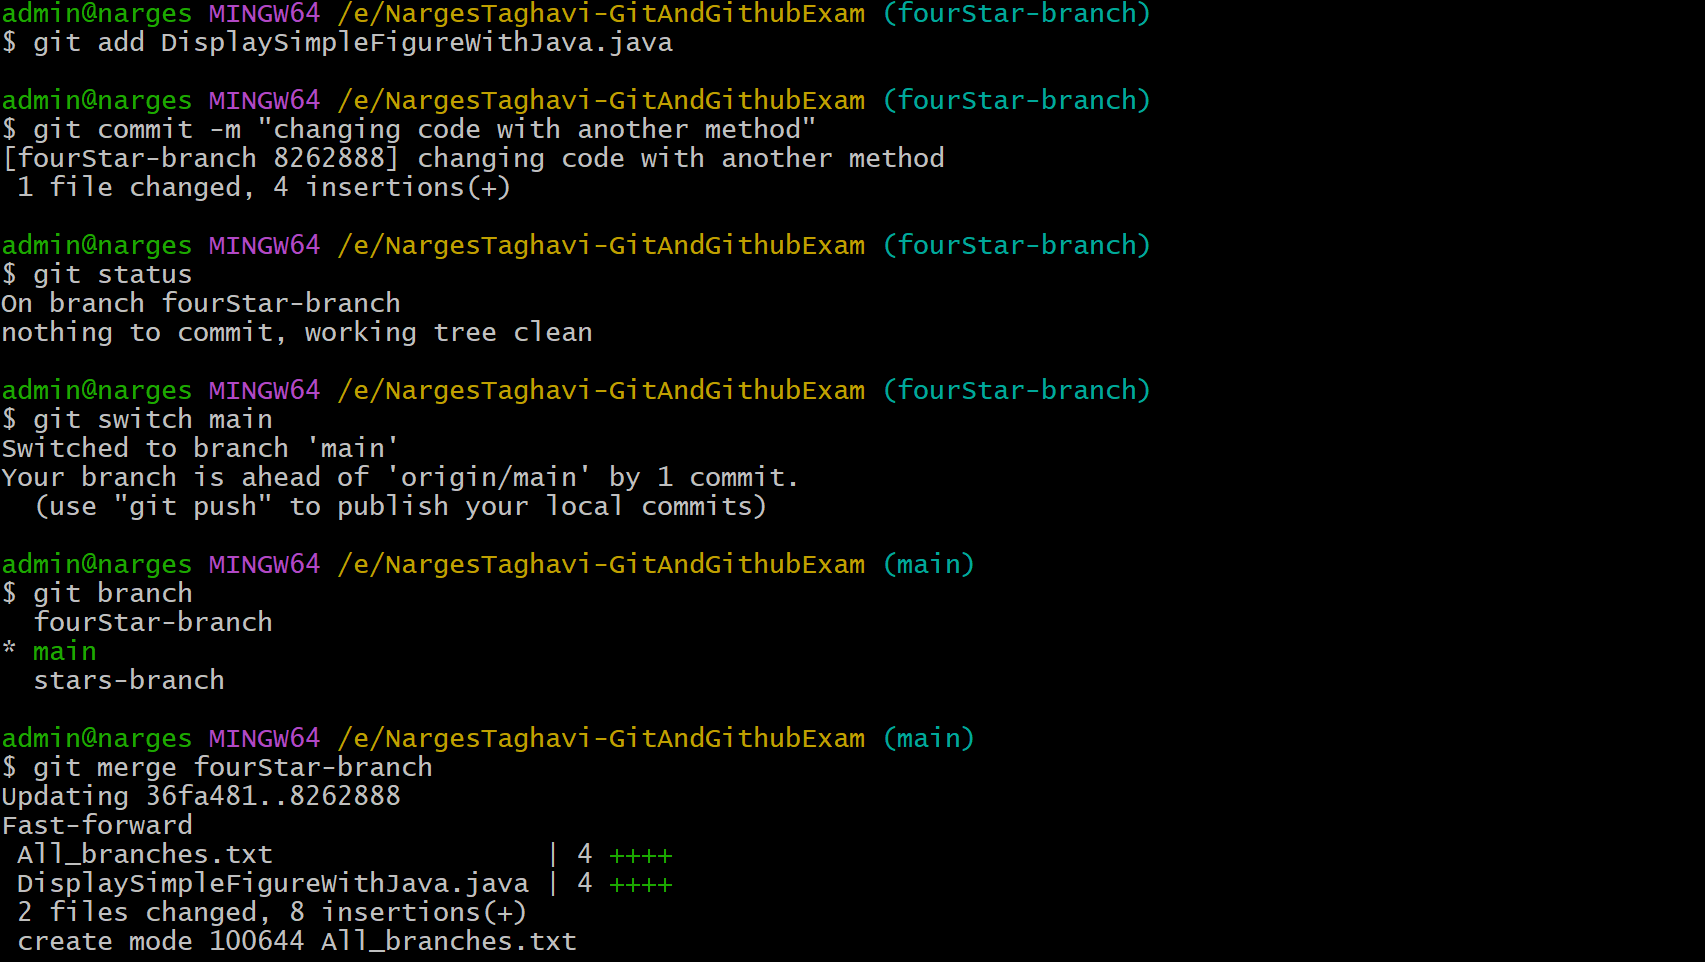 admin@narges MINGW64 /e/NargesTaghavi-GitAndGithubExam (fourStar-branch)
$ git add DisplaySimpleFigureWithJava.java
admin@narges MINGW64 /e/NargesTaghavi-GitAndGithubExam (fourStar-branch)
$ git commit -m "changing code with another method"
[fourStar-branch 8262888] changing code with another method
 1 file changed, 4 insertions(+)
admin@narges MINGW64 /e/NargesTaghavi-GitAndGithubExam (fourStar-branch)
$ git status
On branch fourStar-branch
nothing to commit, working tree clean
admin@narges MINGW64 /e/NargesTaghavi-GitAndGithubExam (fourStar-branch)
$ git switch main
Switched to branch 'main'
Your branch is ahead of 'origin/main' by 1 commit.
  (use "git push" to publish your local commits)
admin@narges MINGW64 /e/NargesTaghavi-GitAndGithubExam (main)
$ git branch
  fourStar-branch
* main
  stars-branch
admin@narges MINGW64 /e/NargesTaghavi-GitAndGithubExam (main)
$ git merge fourStar-branch
Updating 36fa481..8262888
Fast-forward
 All_branches.txt                 | 4 ++++
 DisplaySimpleFigureWithJava.java | 4 ++++
 2 files changed, 8 insertions(+)
 create mode 100644 All_branches.txt